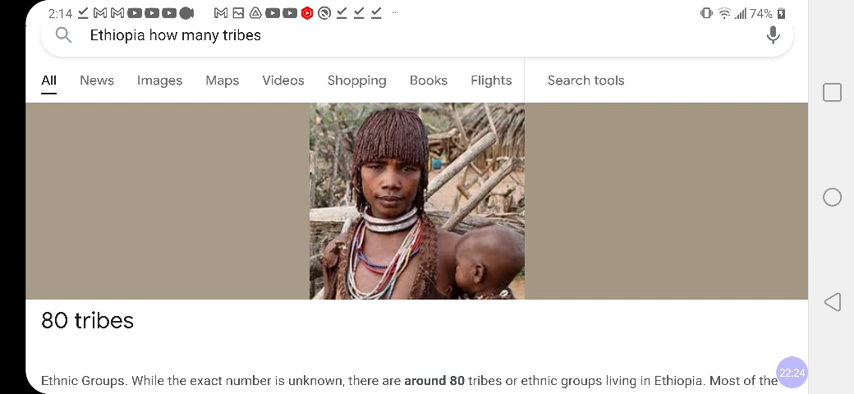 2:14
74%
Ethiopia how many tribes
All News Images Maps Videos Shopping Books Flights Search tools
80 tribes
Ethnic Groups. While the exact number is unknown, there are around 80 tribes or ethnic groups living in Ethiopia. Most of the
22:24